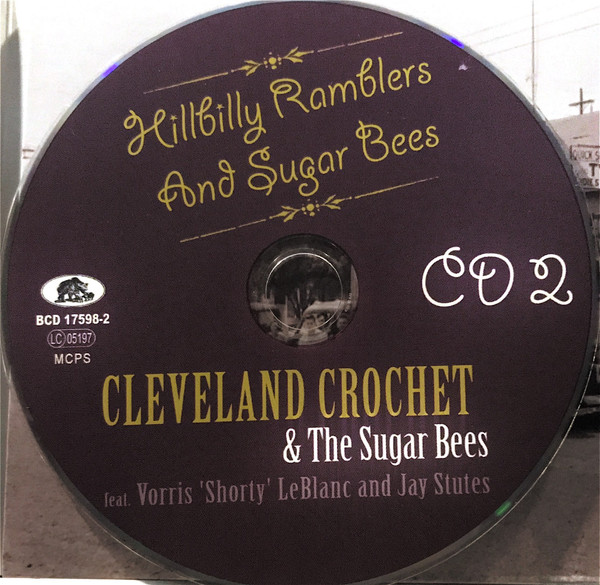 Hillbilly Ramblers
And Sugar Bees
CD 2
BCD 17598-2
LC 05197
MCPS
CLEVELAND CROCHET
& The Sugar Bees
feat. Vorris 'Shorty' LeBlanc and Jay Stutes